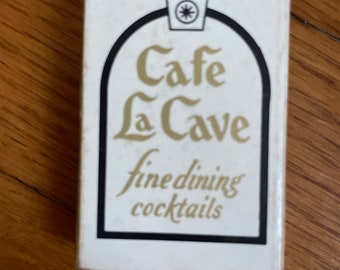 Cafe
La Cave
fine dining
cocktails